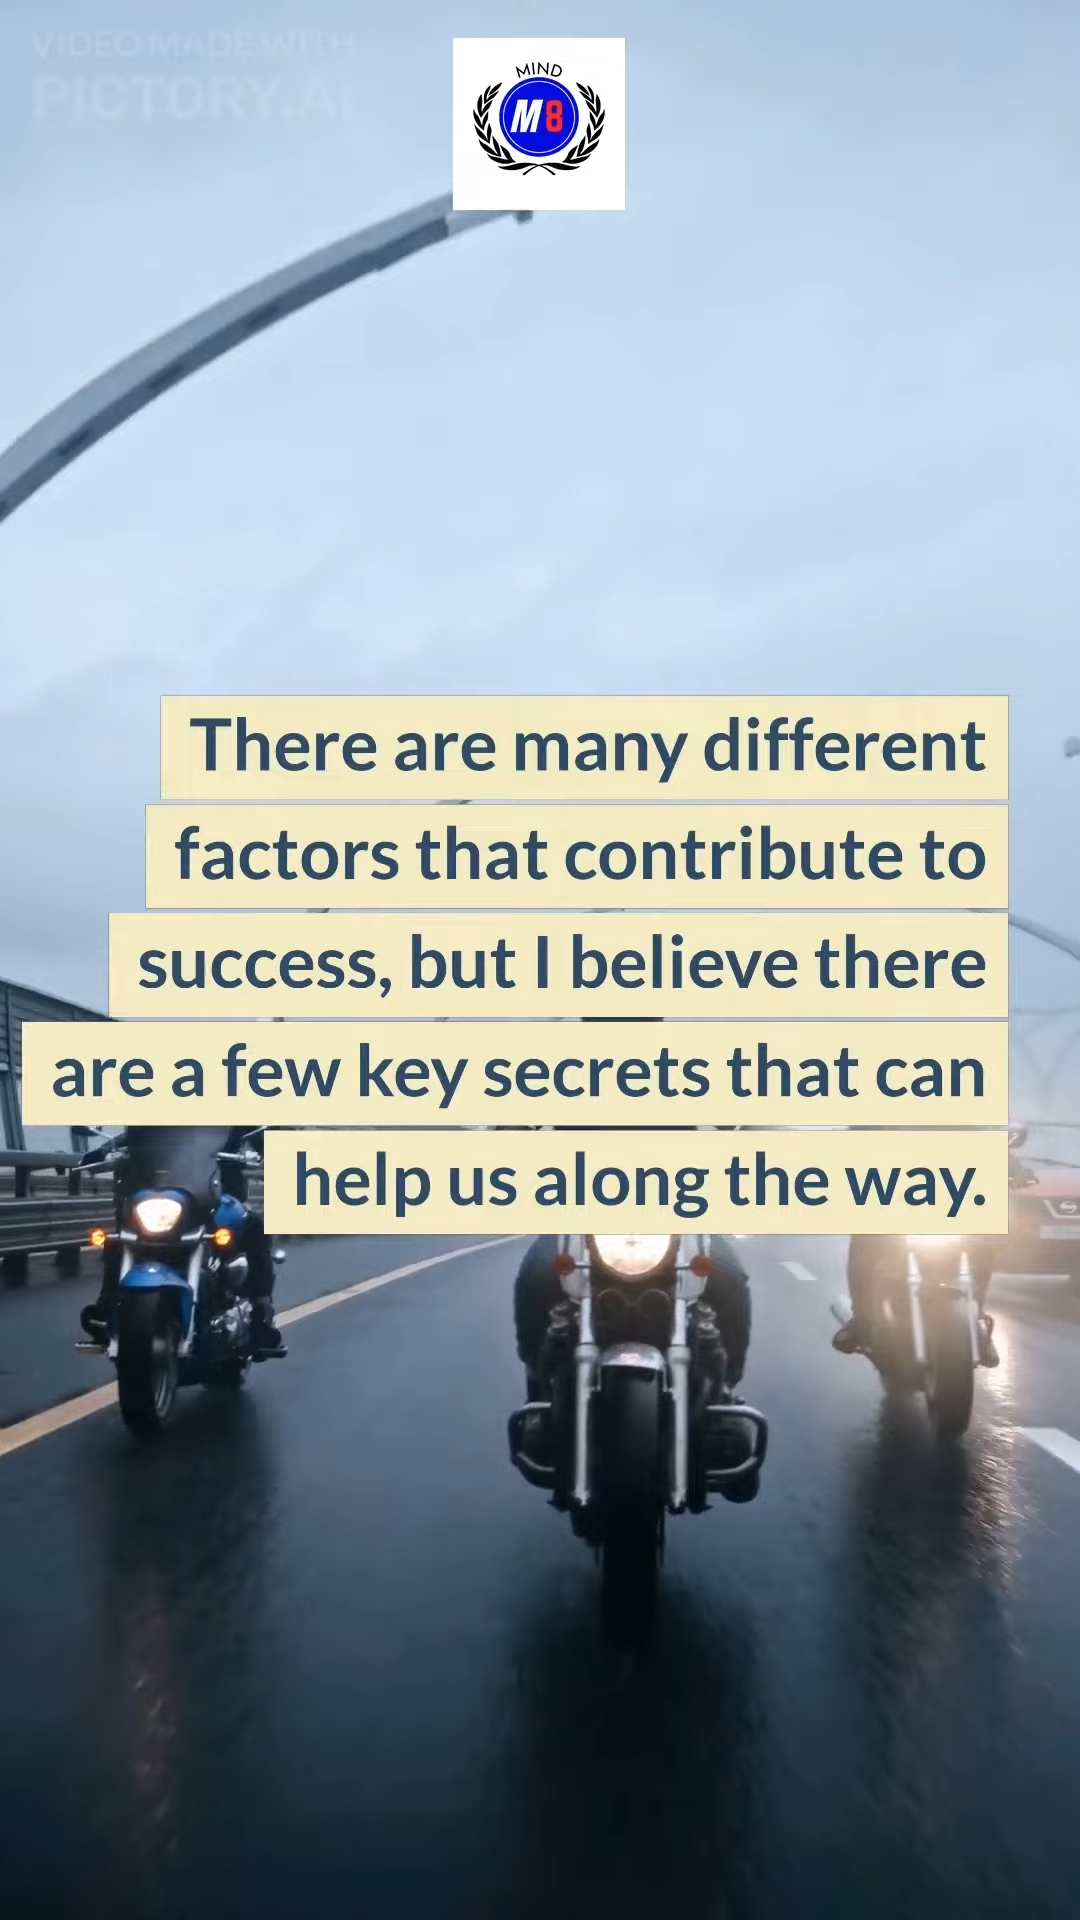 VIDEO MADE WITH
PICTORY.AI
MIND
M8
There are many different
factors that contribute to
success, but I believe there
are a few key secrets that can
help us along the way.